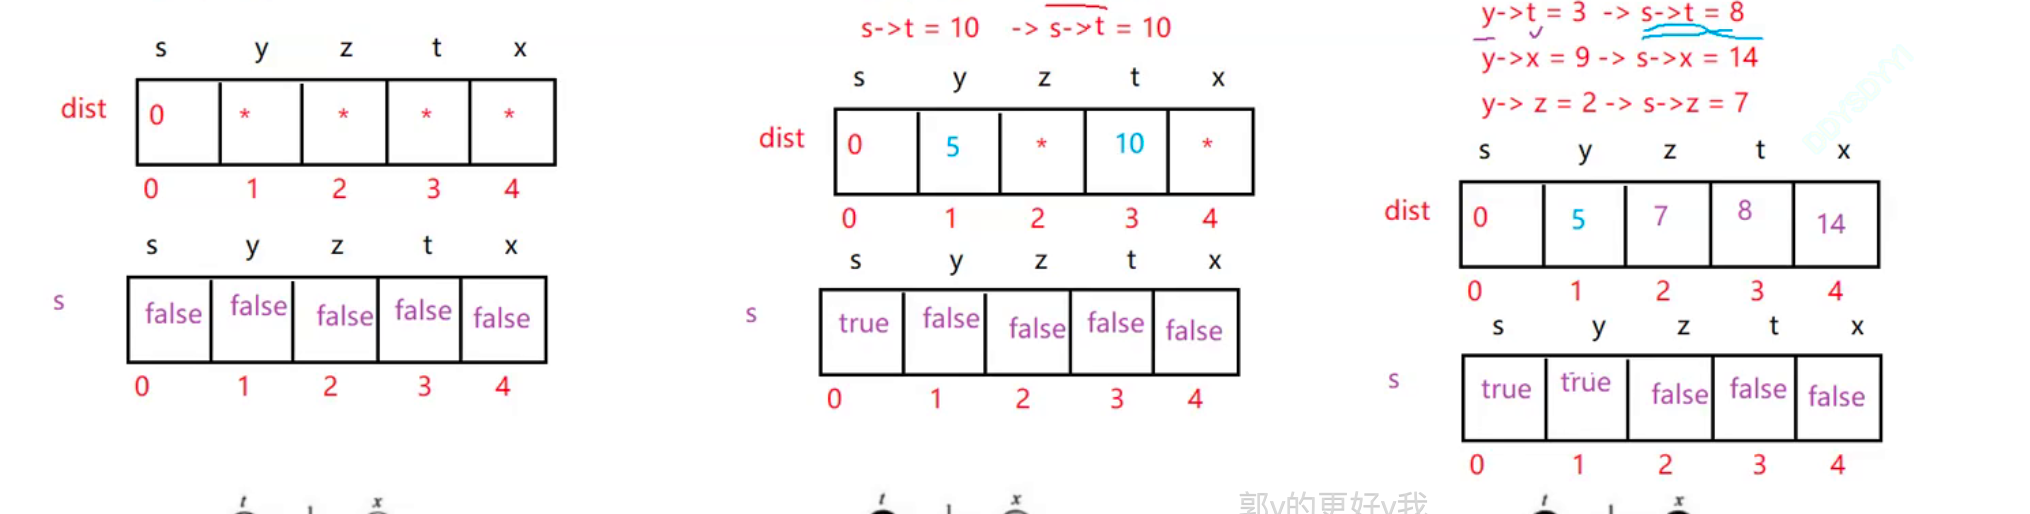 s y z t x
dist 0 * * * *
0 1 2 3 4
s y z t x
s false false false false false
0 1 2 3 4
t x
s->t = 10 -> s->t = 10
s y z t x
dist 0 5 * 10 *
0 1 2 3 4
s y z t x
s true false false false false
0 1 2 3 4
t x
郭y的更好y我
y->t = 3 -> s->t = 8
y->x = 9 -> s->x = 14
y-> z = 2 -> s->z = 7
s y z t x
dist 0 5 7 8 14
0 1 2 3 4
s y z t x
s true true false false false
0 1 2 3 4
t x